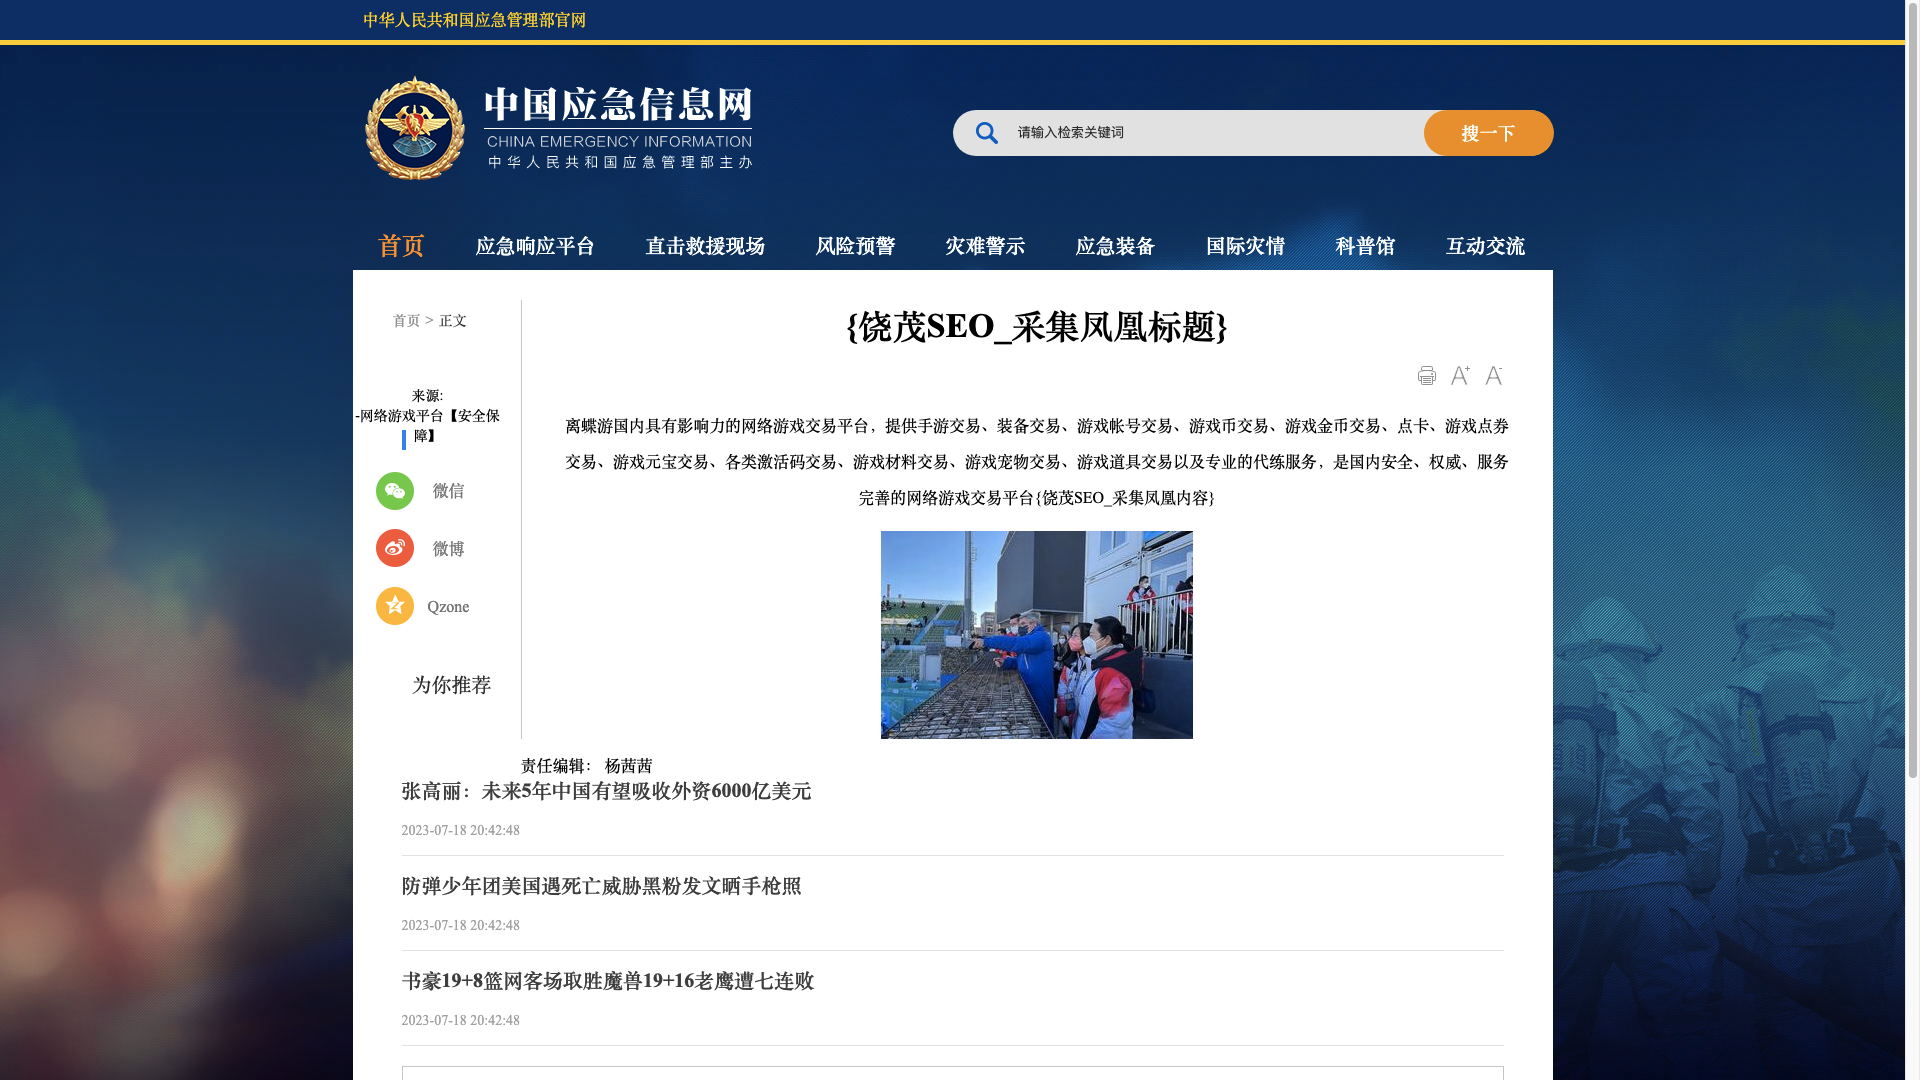 中华人民共和国应急管理部官网
中国应急信息网
CHINA EMERGENCY INFORMATION
中华人民共和国应急管理部主办
请输入检索关键词
搜一下
首页
应急响应平台
直击救援现场
风险预警
灾难警示
应急装备
国际灾情
科普馆
互动交流
首页 > 正文
来源:
-网络游戏平台【安全保
障】
微信
微博
Qzone
为你推荐
{饶茂SEO_采集凤凰标题}
A+
A-
离蝶游国内具有影响力的网络游戏交易平台，提供手游交易、装备交易、游戏帐号交易、游戏币交易、游戏金币交易、点卡、游戏点券
交易、游戏元宝交易、各类激活码交易、游戏材料交易、游戏宠物交易、游戏道具交易以及专业的代练服务，是国内安全、权威、服务
完善的网络游戏交易平台{饶茂SEO_采集凤凰内容}
责任编辑： 杨茜茜
张高丽：未来5年中国有望吸收外资6000亿美元
2023-07-18 20:42:48
防弹少年团美国遇死亡威胁黑粉发文晒手枪照
2023-07-18 20:42:48
书豪19+8篮网客场取胜魔兽19+16老鹰遭七连败
2023-07-18 20:42:48